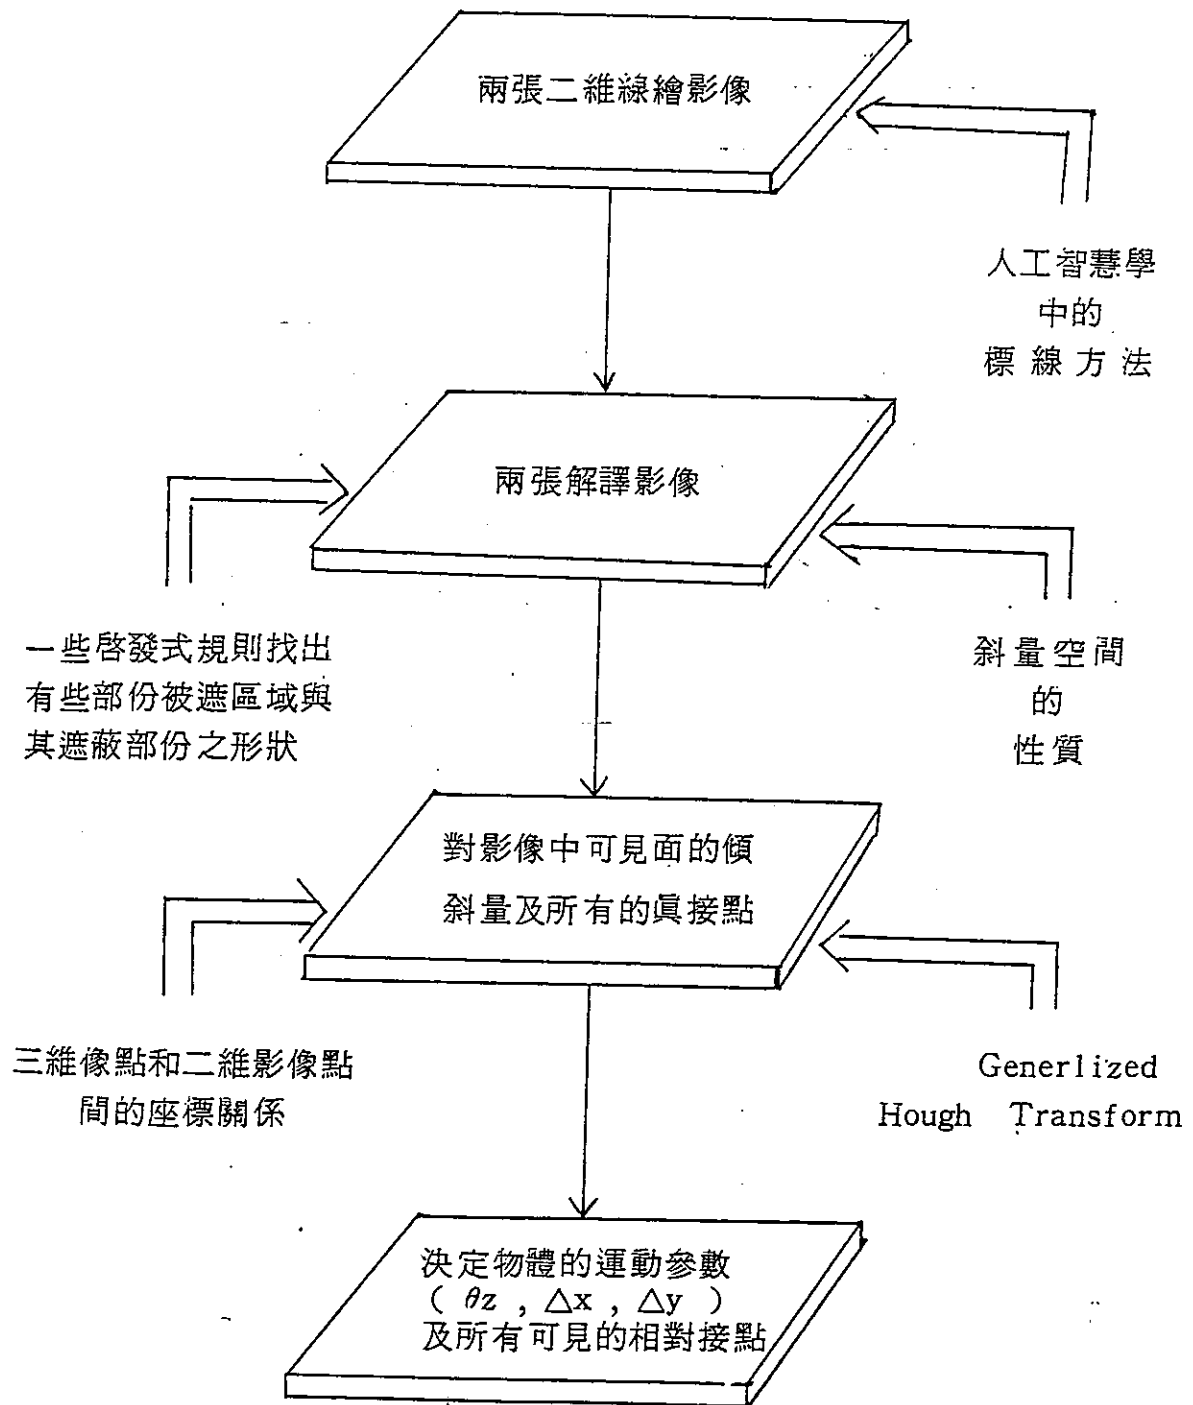 兩張二維綠繪影像
人工智慧學
中的
標線方法
兩張解譯影像
一些啓發式規則找出
有些部份被遮區域與
其遮蔽部份之形狀
斜量空間
的
性質
對影像中可見面的傾
斜量及所有的眞接點
三維像點和二維影像點
間的座標關係
Generlized
Hough Transform
決定物體的運動參數
( θz , △x , △y )
及所有可見的相對接點